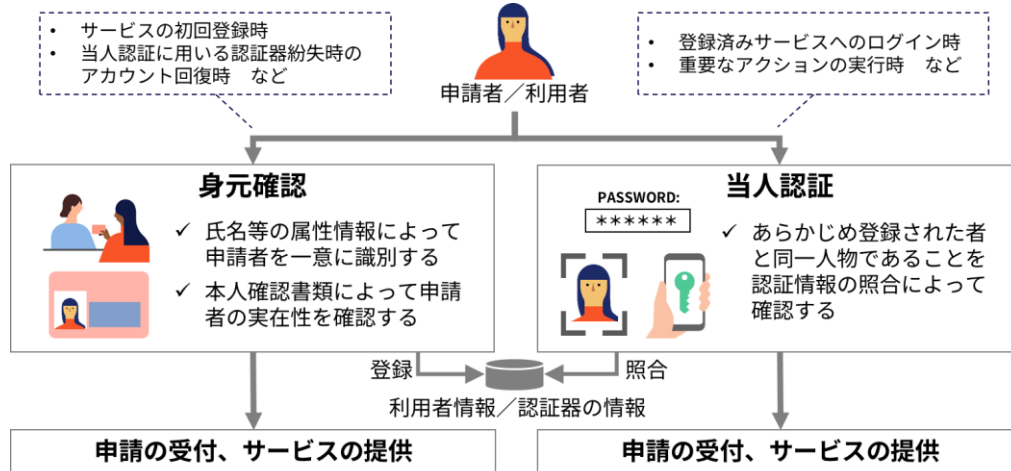 • サービスの初回登録時
• 当人認証に用いる認証器紛失時の
アカウント回復時　など
• 登録済みサービスへのログイン時
• 重要なアクションの実行時　など
申請者／利用者
身元確認
✓ 氏名等の属性情報によって
申請者を一意に識別する
✓ 本人確認書類によって申請
者の実在性を確認する
当人認証
PASSWORD:
＊＊＊＊＊＊
✓ あらかじめ登録された者
と同一人物であることを
認証情報の照合によって
確認する
登録
照合
利用者情報／認証器の情報
申請の受付、サービスの提供
申請の受付、サービスの提供